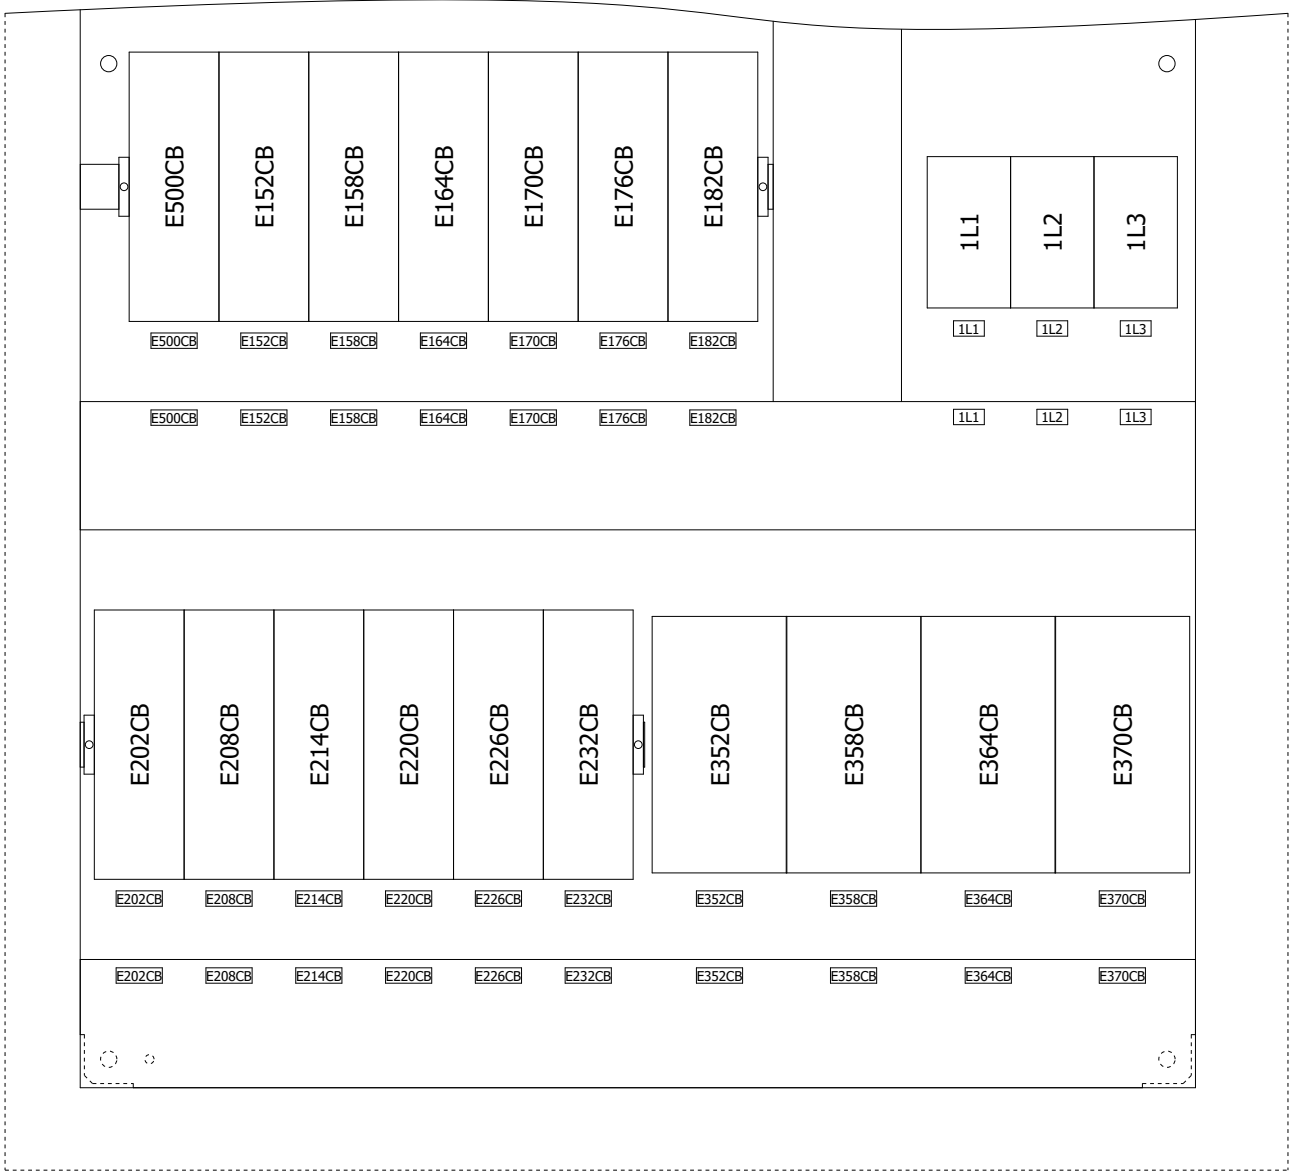 E500CB E152CB E158CB E164CB E170CB E176CB E182CB
1L1 1L2 1L3
1L1 1L2 1L3
E500CB E152CB E158CB E164CB E170CB E176CB E182CB
E500CB E152CB E158CB E164CB E170CB E176CB E182CB 1L1 1L2 1L3
E202CB E208CB E214CB E220CB E226CB E232CB E352CB E358CB E364CB E370CB
E202CB E208CB E214CB E220CB E226CB E232CB E352CB E358CB E364CB E370CB
E202CB E208CB E214CB E220CB E226CB E232CB E352CB E358CB E364CB E370CB